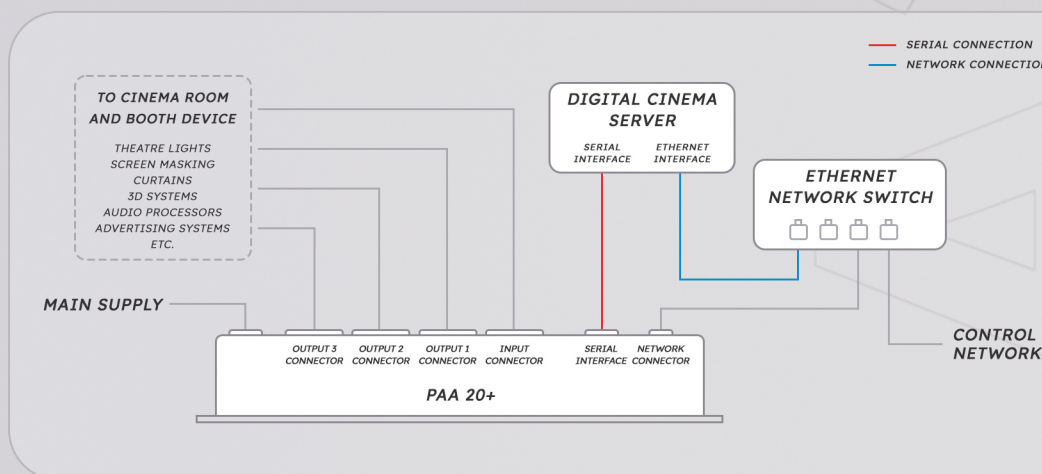 SERIAL CONNECTION
NETWORK CONNECTION
TO CINEMA ROOM
AND BOOTH DEVICE
THEATRE LIGHTS
SCREEN MASKING
CURTAINS
3D SYSTEMS
AUDIO PROCESSORS
ADVERTISING SYSTEMS
ETC.
DIGITAL CINEMA
SERVER
SERIAL
INTERFACE
ETHERNET
INTERFACE
ETHERNET
NETWORK SWITCH
MAIN SUPPLY
CONTROL
NETWORK
OUTPUT 3
CONNECTOR
OUTPUT 2
CONNECTOR
OUTPUT 1
CONNECTOR
INPUT
CONNECTOR
SERIAL
INTERFACE
NETWORK
CONNECTOR
PAA 20+